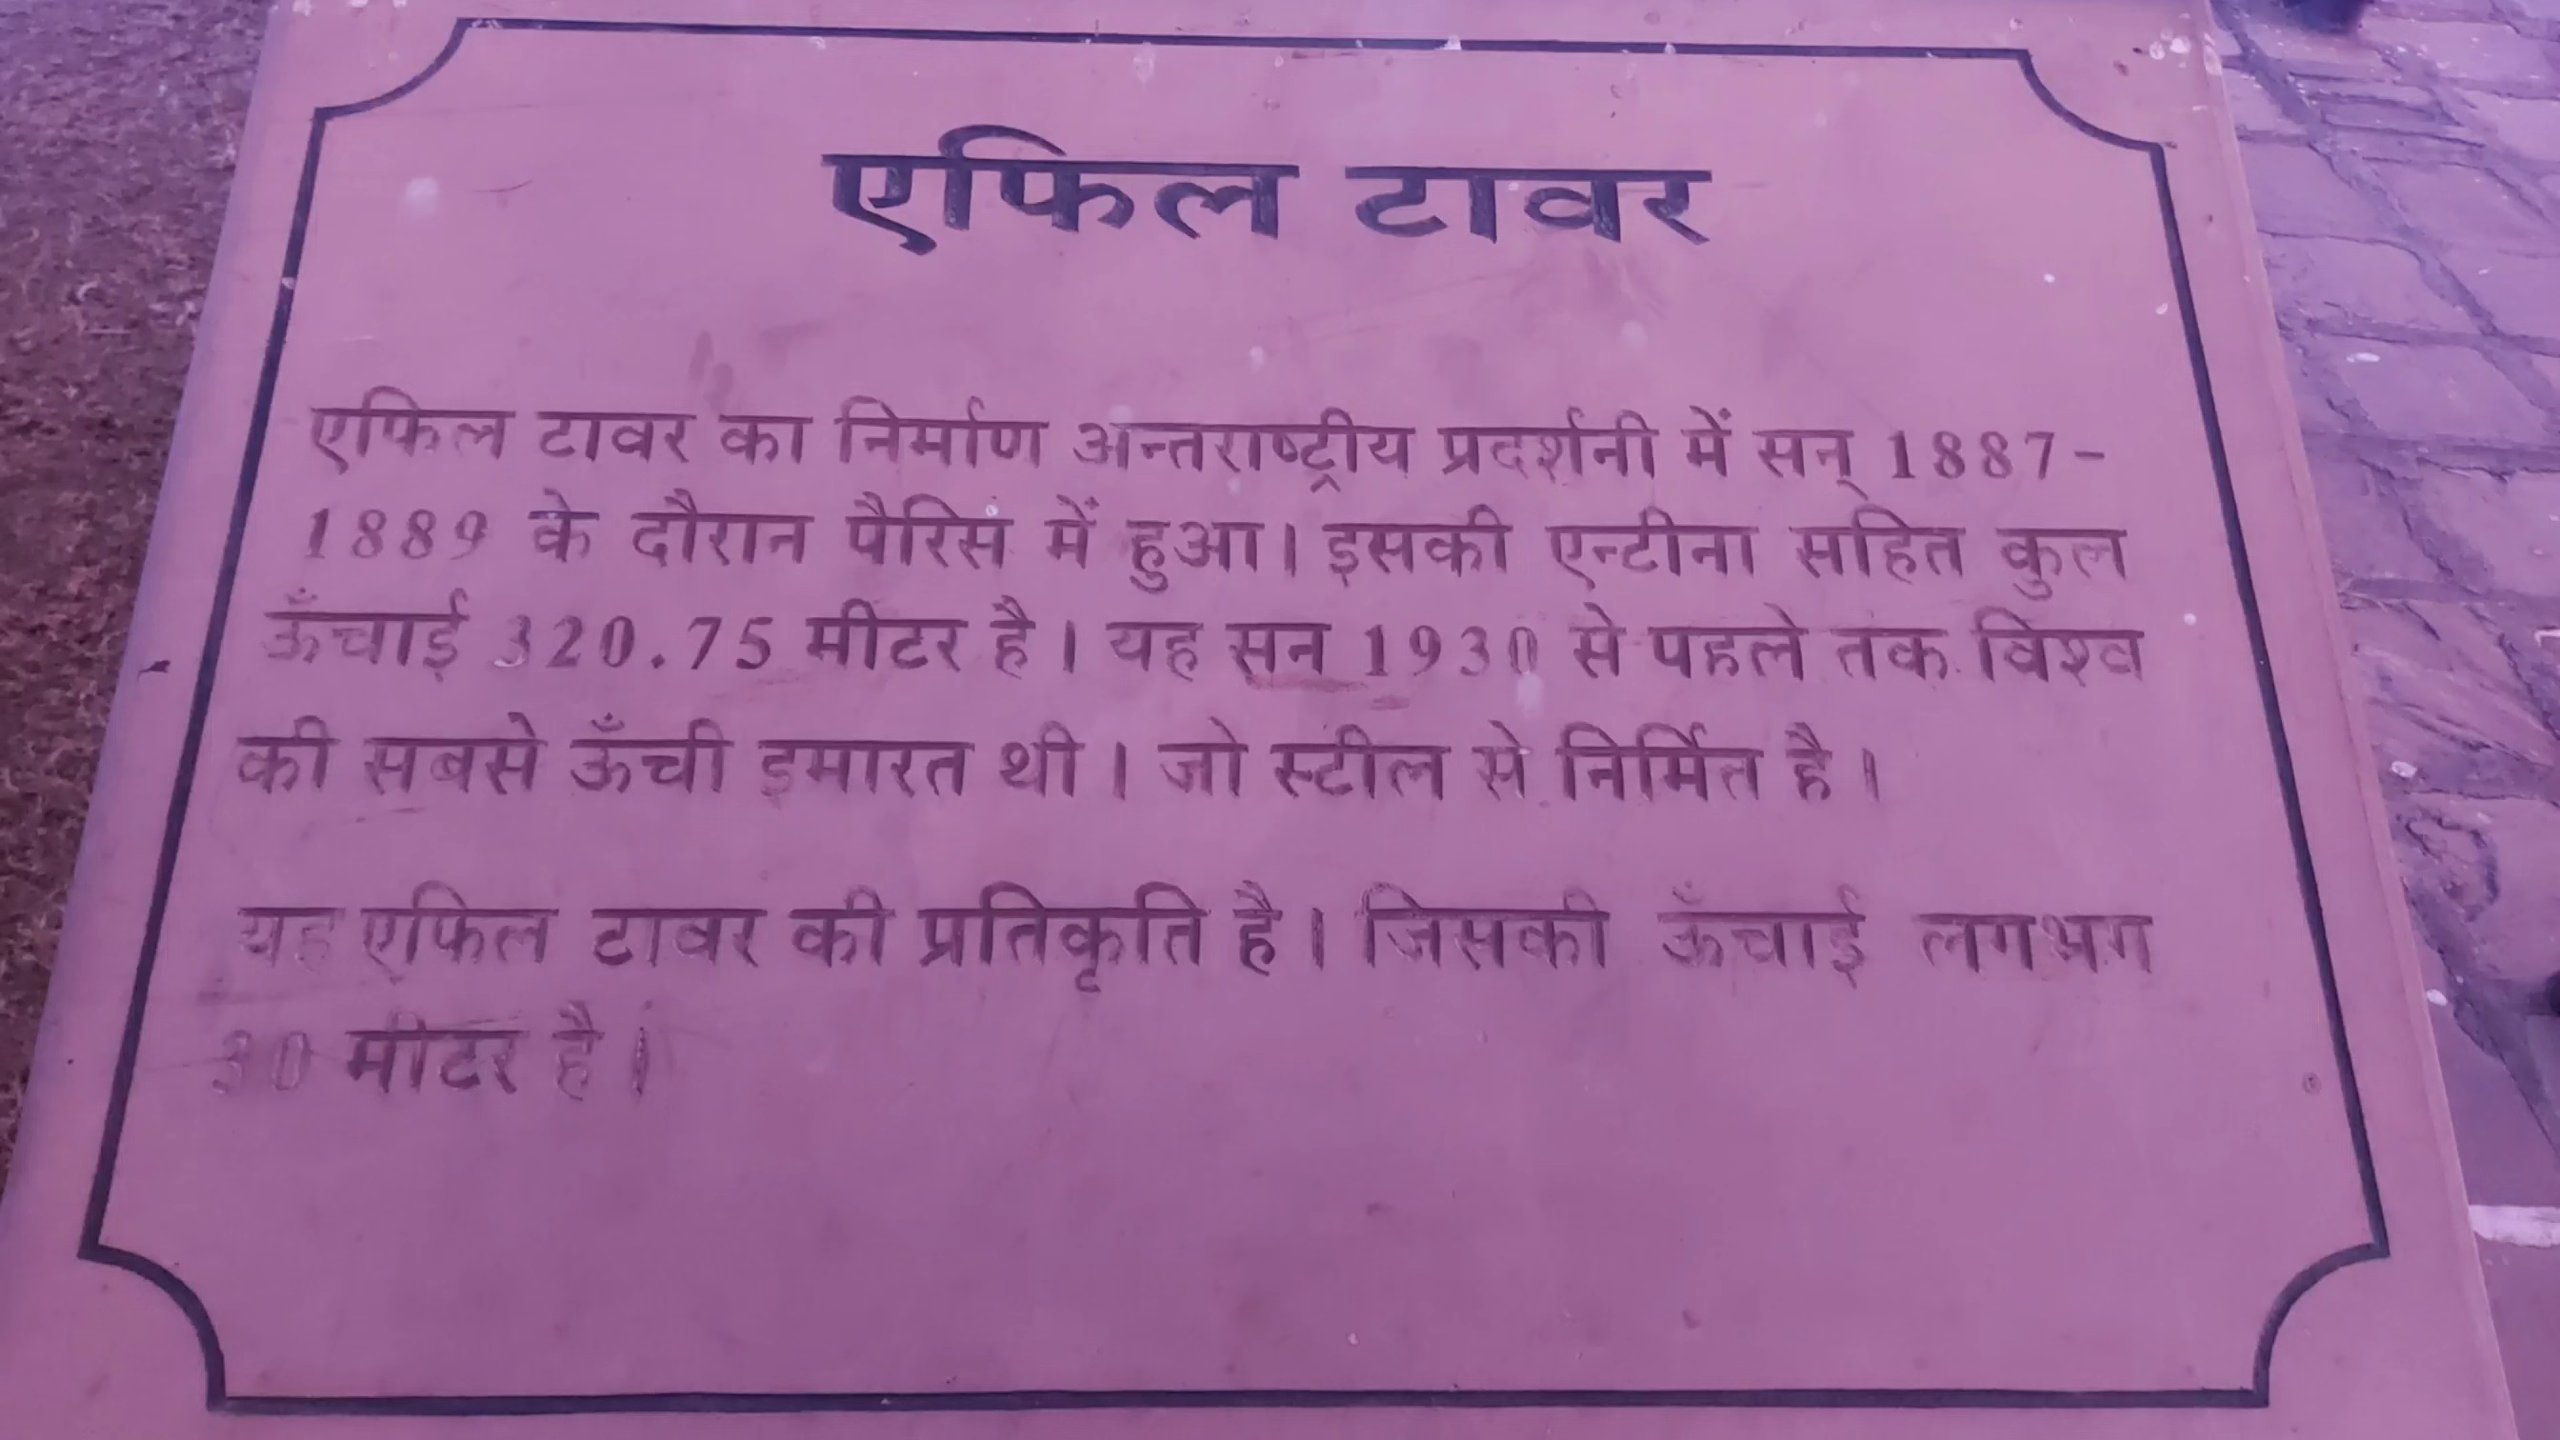 एफिल टावर
एफिल टावर का निर्माण अन्तराष्ट्रीय प्रदर्शनी में सन् 1887-
1889 के दौरान पैरिस में हुआ। इसकी एन्टीना सहित कुल
ऊँचाई 320.75 मीटर है। यह सन 1930 से पहले तक विश्व
की सबसे ऊँची इमारत थी। जो स्टील से निर्मित है।
यह एफिल टावर की प्रतिकृति है। जिसकी ऊँचाई लगभग
30 मीटर है।